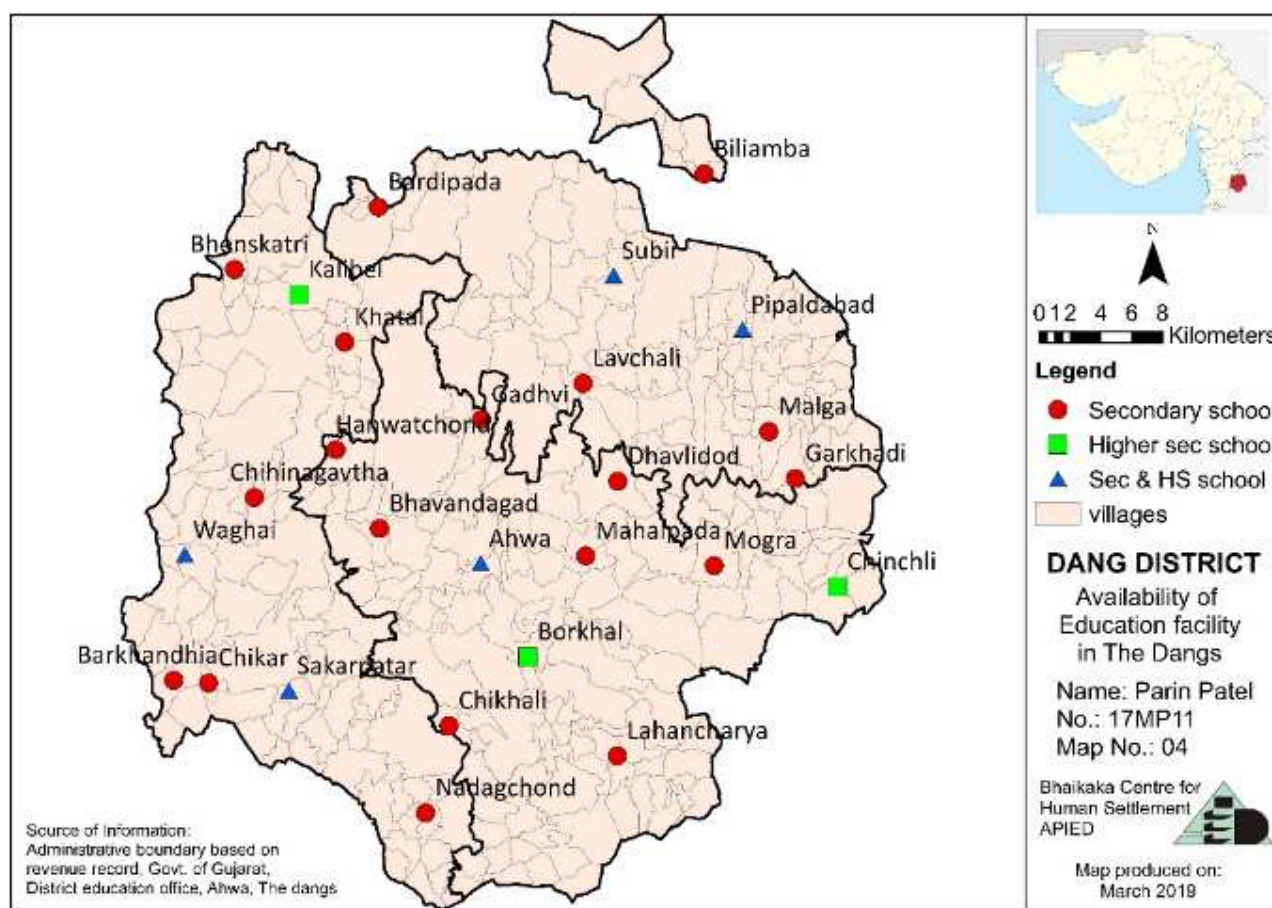 Biliamba
Bardipada
Bhenskatri
Subir
Kalibel
Pipaldahad
Khatal
Lavchali
Gadhvi
Malga
Hanwatchond
Dhavlidod
Garkhadi
Chihinagavtha
Bhavandagad
Waghai
Ahwa
Mahalpada
Mogra
Chinchli
Borkhal
Barkhandhia
Chikar
Sakarpatar
Chikhali
Lahancharya
Nadagchond
Source of Information:
Administrative boundary based on
revenue record, Govt. of Gujarat,
District education office, Ahwa, The dangs
N
0 1 2 4 6 8
Kilometers
Legend
Secondary school
Higher sec school
Sec & HS school
villages
DANG DISTRICT
Availability of
Education facility
in The Dangs
Name: Parin Patel
No.: 17MP11
Map No.: 04
Bhaikaka Centre for
Human Settlement
APIED
Map produced on:
March 2019